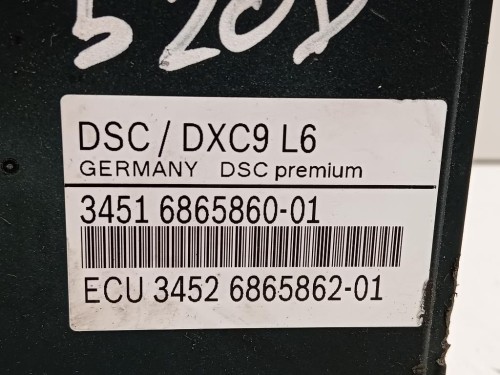 520D
DSC / DXC9 L6
GERMANY DSC premium
3451 6865860-01
ECU 3452 6865862-01